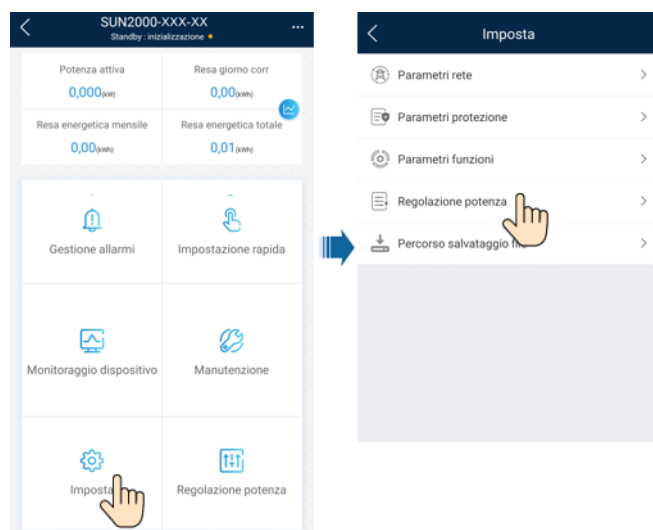 SUN2000-XXX-XX
Standby : inizializzazione
Potenza attiva
0,000(kW)
Resa giorno corr
0,00(kWh)
Resa energetica mensile
0,00(kWh)
Resa energetica totale
0,01(kWh)
Gestione allarmi
Impostazione rapida
Monitoraggio dispositivo
Manutenzione
Imposta
Regolazione potenza
Imposta
Parametri rete
Parametri protezione
Parametri funzioni
Regolazione potenza
Percorso salvataggio